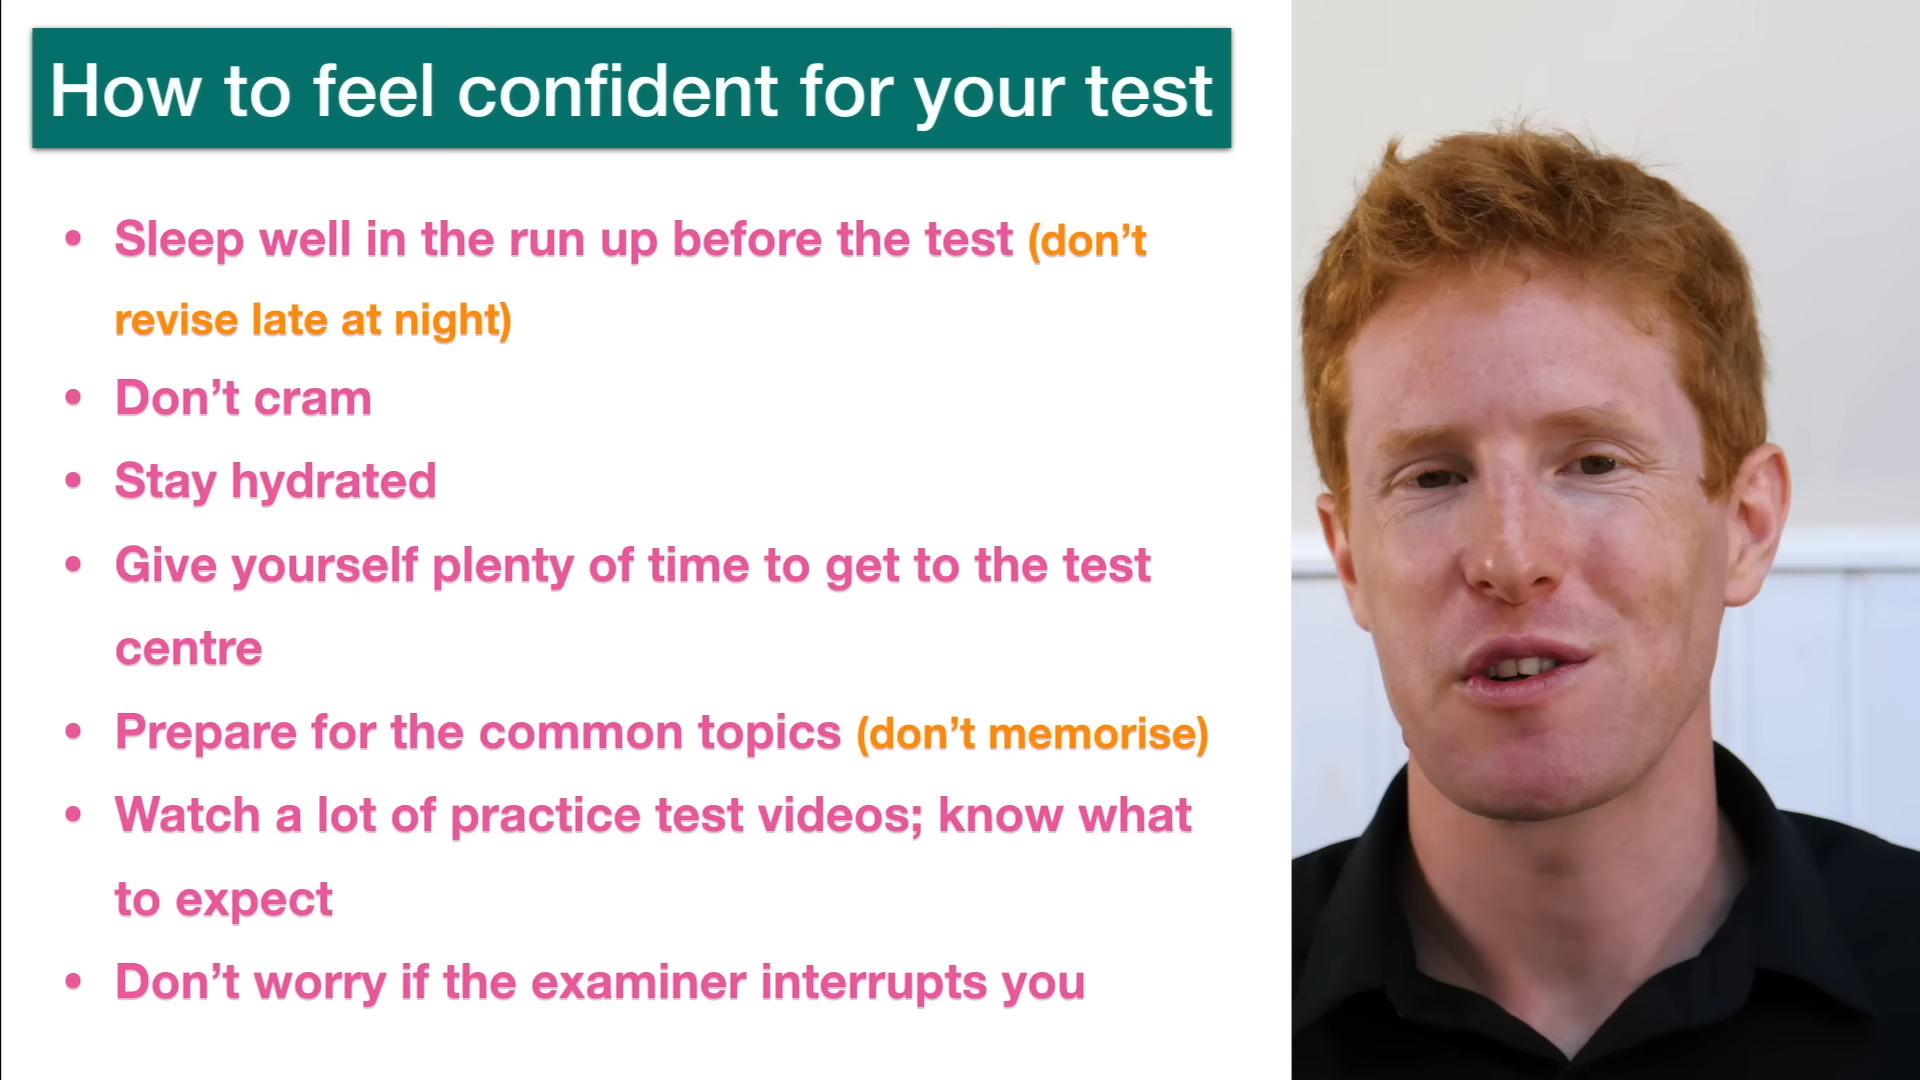 How to feel confident for your test
• Sleep well in the run up before the test (don’t
revise late at night)
• Don’t cram
• Stay hydrated
• Give yourself plenty of time to get to the test
centre
• Prepare for the common topics (don’t memorise)
• Watch a lot of practice test videos; know what
to expect
• Don’t worry if the examiner interrupts you